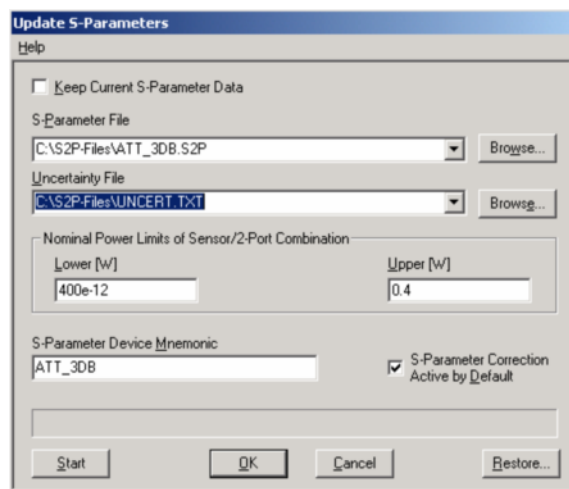 Update S-Parameters
Help
Keep Current S-Parameter Data
S-Parameter File
C:\S2P-Files\ATT_3DB.S2P
Browse...
Uncertainty File
C:\S2P-Files\UNCERT.TXT
Browse...
Nominal Power Limits of Sensor/2-Port Combination
Lower [W]
Upper [W]
400e-12
0.4
S-Parameter Device Mnemonic
ATT_3DB
S-Parameter Correction
Active by Default
Start
OK
Cancel
Restore...